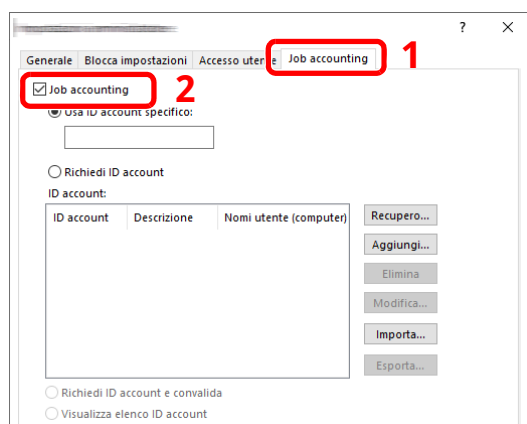 ?
Generale Blocca impostazioni Accesso utente Job accounting 1
Job accounting 2
Usa ID account specifico:
Richiedi ID account
ID account:
ID account Descrizione Nomi utente (computer) Recupero...
Aggiungi...
Elimina
Modifica...
Importa...
Esporta...
Richiedi ID account e convalida
Visualizza elenco ID account